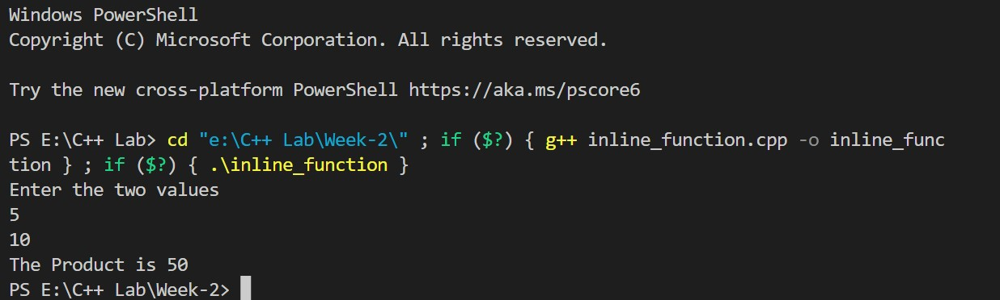 Windows PowerShell
Copyright (C) Microsoft Corporation. All rights reserved.
Try the new cross-platform PowerShell https://aka.ms/pscore6
PS E:\C++ Lab> cd "e:\C++ Lab\Week-2\" ; if ($?) { g++ inline_function.cpp -o inline_func
tion } ; if ($?) { .\inline_function }
Enter the two values
5
10
The Product is 50
PS E:\C++ Lab\Week-2>